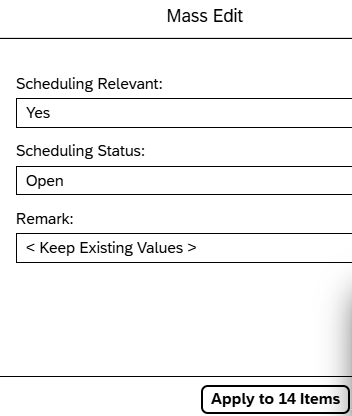 Mass Edit
Scheduling Relevant:
Yes
Scheduling Status:
Open
Remark:
< Keep Existing Values >
Apply to 14 Items